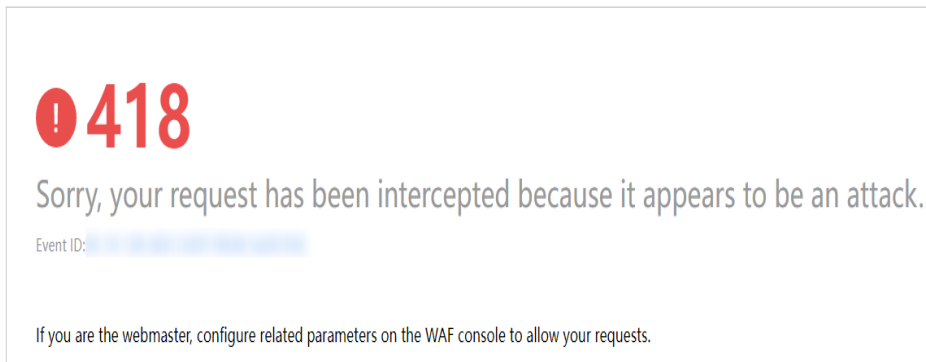 ! 418
Sorry, your request has been intercepted because it appears to be an attack.
Event ID:
If you are the webmaster, configure related parameters on the WAF console to allow your requests.